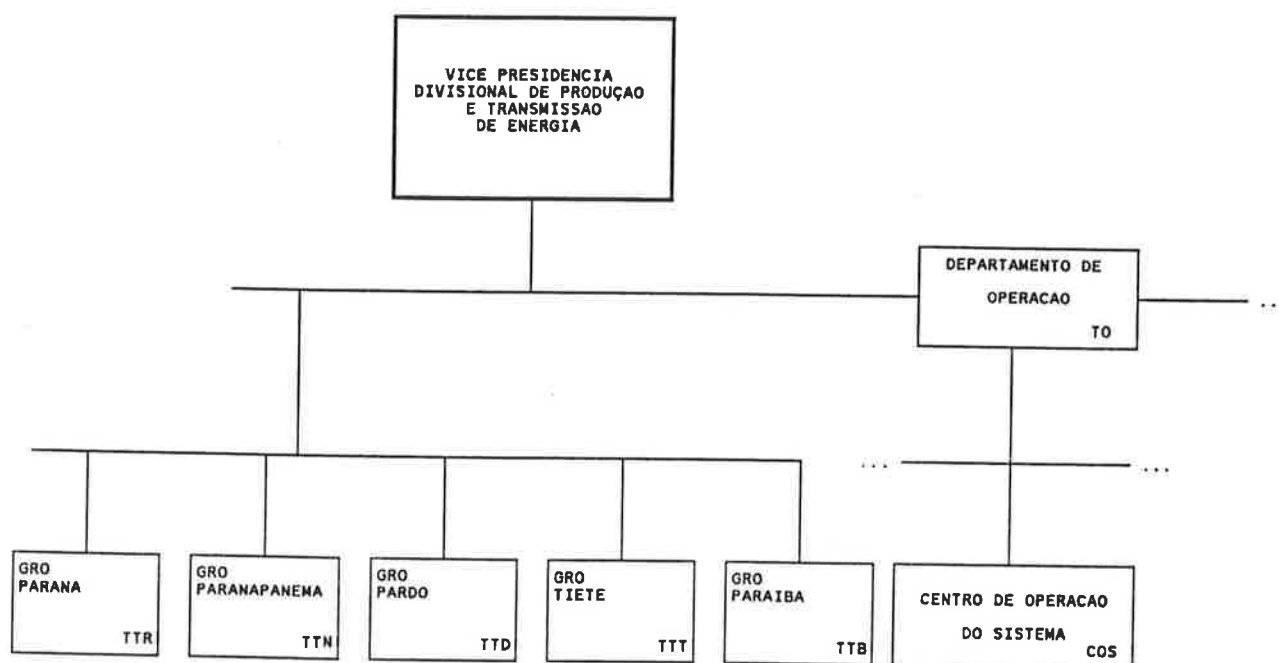 VICE PRESIDENCIA
DIVISIONAL DE PRODUÇAO
E TRANSMISSAO
DE ENERGIA
DEPARTAMENTO DE
OPERACAO
TO
..
...
...
GRO
PARANA
TTR
GRO
PARANAPANEMA
TTN
GRO
PARDO
TTD
GRO
TIETE
TTT
GRO
PARAIBA
TTB
CENTRO DE OPERACAO
DO SISTEMA
COS